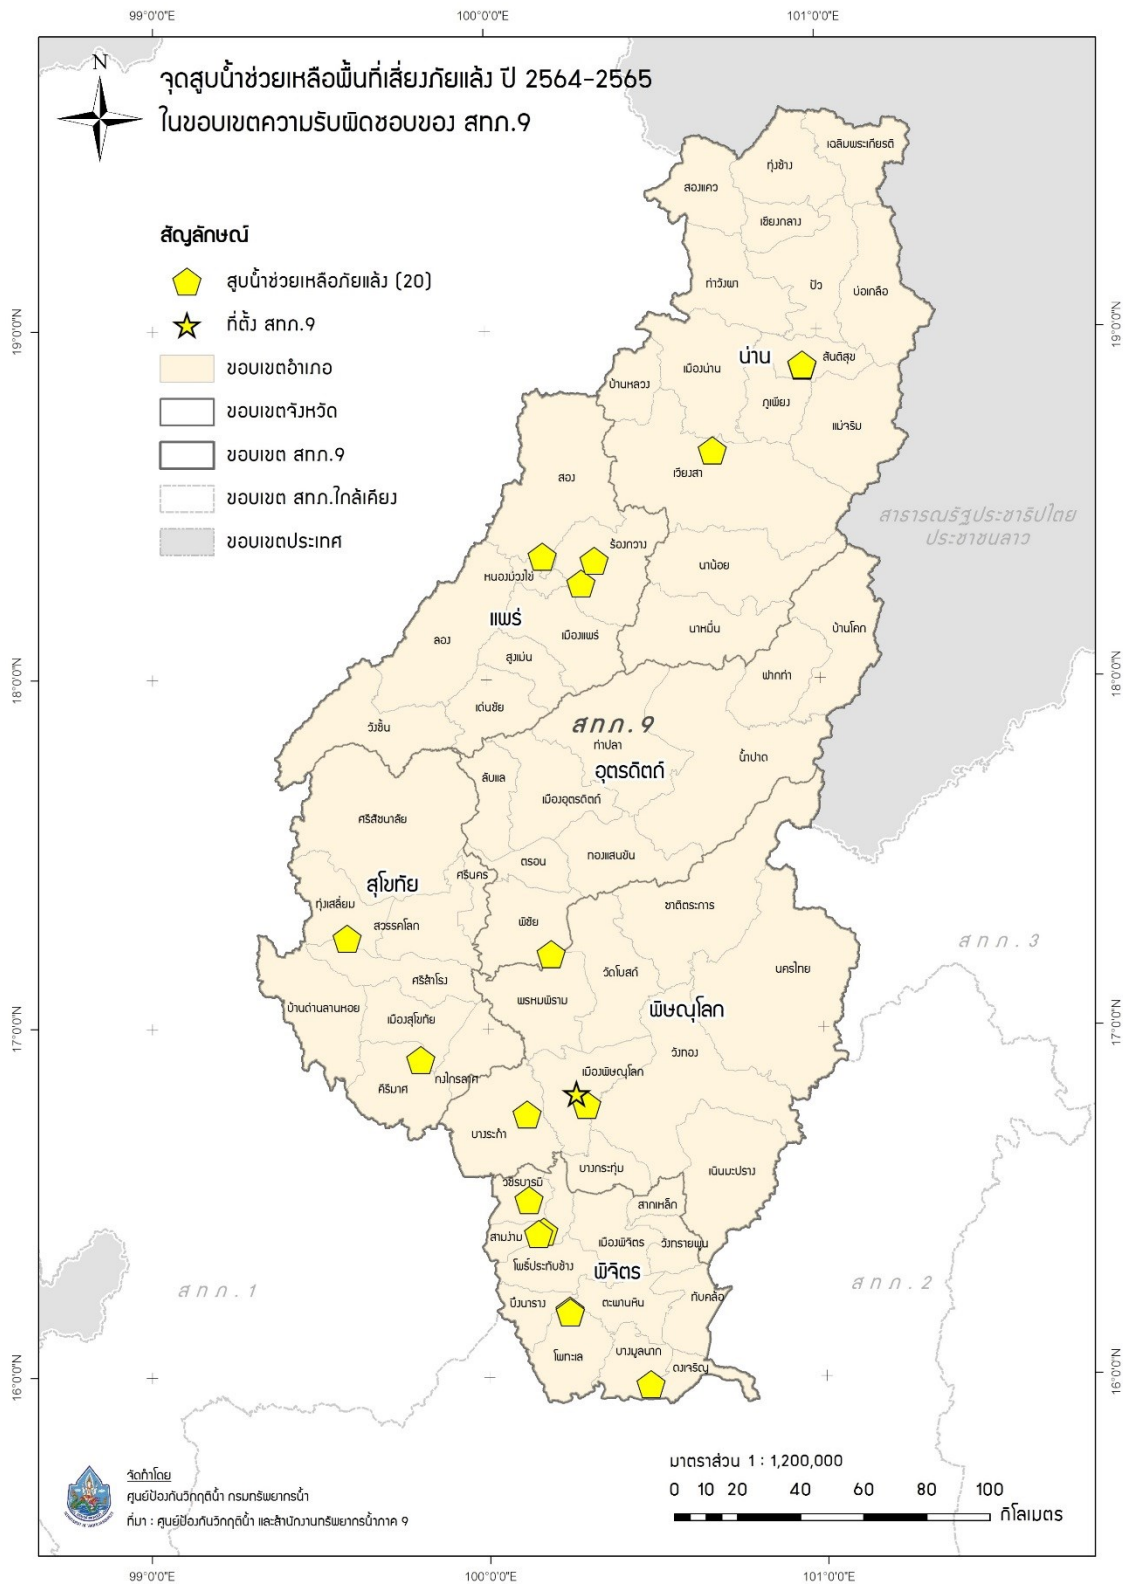 99°0'0"E
100°0'0"E
101°0'0"E
N
จุดสูบน้ำช่วยเหลือพื้นที่เสี่ยงภัยแล้ง ปี 2564-2565
ในขอบเขตความรับผิดชอบของ สทภ.9
สัญลักษณ์
สูบน้ำช่วยเหลือภัยแล้ง (20)
ที่ตั้ง สทภ.9
ขอบเขตอำเภอ
ขอบเขตจังหวัด
ขอบเขต สทภ.9
ขอบเขต สทภ.ใกล้เคียง
ขอบเขตประเทศ
เฉลิมพระเกียรติ
ทุ่งช้าง
สองแคว
เชียงกลาง
ท่าวังผา
ปัว
บ่อเกลือ
19°0'0"N
19°0'0"N
น่าน
สันติสุข
เมืองน่าน
บ้านหลวง
ภูเพียง
แม่จริม
เวียงสา
สอง
สาธารณรัฐประชาธิปไตย
ประชาชนลาว
ร้องกวาง
หนองม่วงไข่
นาน้อย
แพร่
ลอง
เมืองแพร่
นาหมื่น
บ้านโคก
สูงเม่น
ฟากท่า
18°0'0"N
18°0'0"N
เด่นชัย
วังชิ้น
สทภ.9
ท่าปลา
น้ำปาด
อุตรดิตถ์
ลับแล
เมืองอุตรดิตถ์
ศรีสัชนาลัย
ตรอน
ทองแสนขัน
ศรีนคร
สุโขทัย
ทุ่งเสลี่ยม
สวรรคโลก
พิชัย
ชาติตระการ
สทภ.3
นครไทย
วัดโบสถ์
ศรีสำโรง
พรหมพิราม
บ้านด่านลานหอย
เมืองสุโขทัย
พิษณุโลก
17°0'0"N
17°0'0"N
วังทอง
เมืองพิษณุโลก
กงไกรลาศ
คีรีมาศ
บางระกำ
บางกระทุ่ม
เนินมะปราง
วชิรบารมี
สากเหล็ก
สามง่าม
เมืองพิจิตร
วังทรายพูน
โพธิ์ประทับช้าง
พิจิตร
สทภ.1
สทภ.2
บึงนาราง
ตะพานหิน
ทับคล้อ
โพทะเล
บางมูลนาก
ดงเจริญ
16°0'0"N
16°0'0"N
มาตราส่วน 1 : 1,200,000
0 10 20 40 60 80 100
กิโลเมตร
จัดทำโดย
ศูนย์ป้องกันวิกฤติน้ำ กรมทรัพยากรน้ำ
ที่มา : ศูนย์ป้องกันวิกฤติน้ำ และสำนักงานทรัพยากรน้ำภาค 9
99°0'0"E
100°0'0"E
101°0'0"E